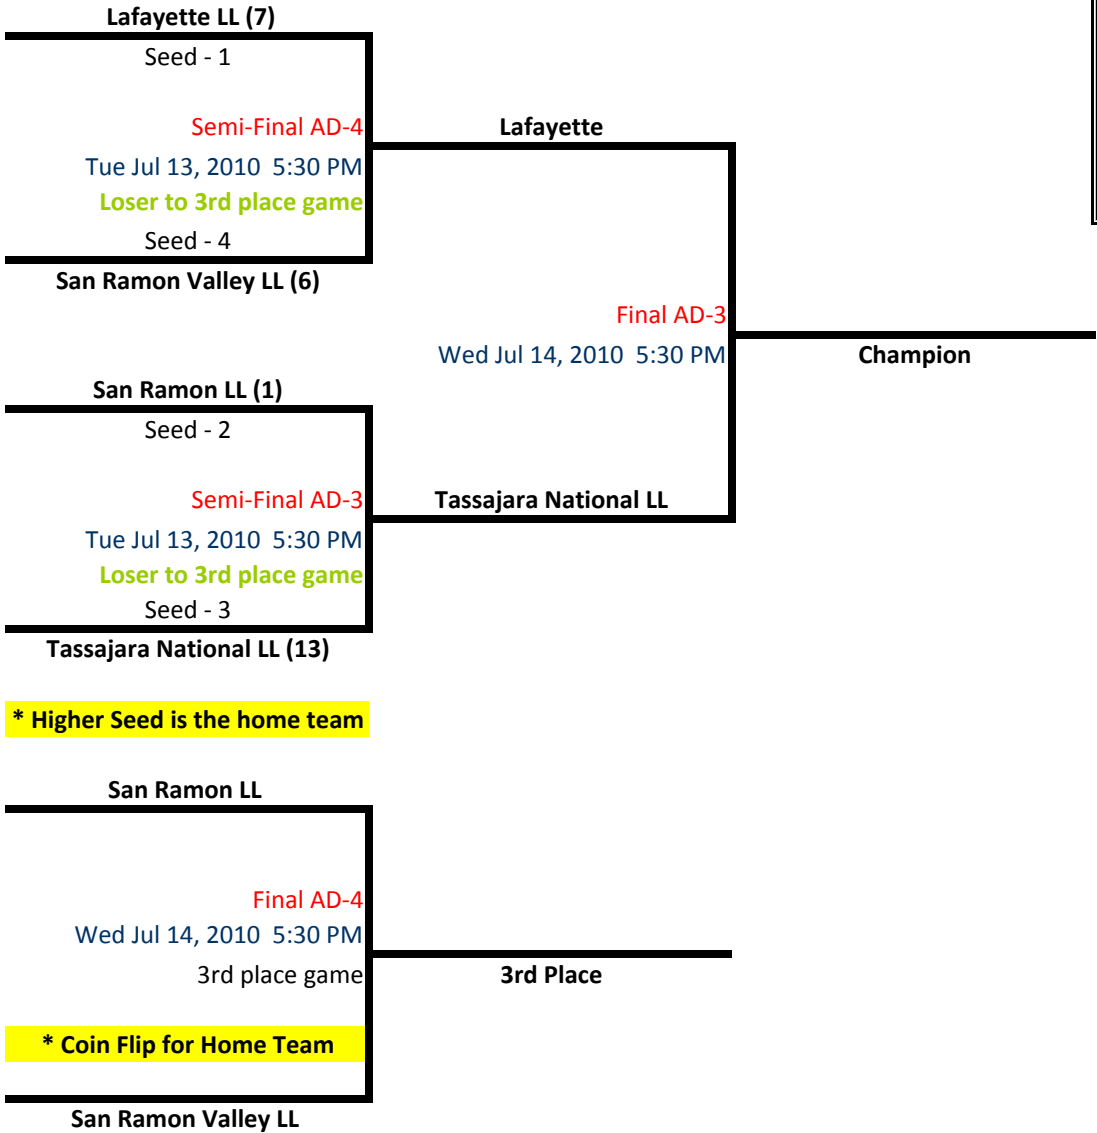 Lafayette LL (7)
Seed - 1
Semi-Final AD-4
Lafayette
Tue Jul 13, 2010  5:30 PM
Loser to 3rd place game
Seed - 4
San Ramon Valley LL (6)
Final AD-3
Wed Jul 14, 2010  5:30 PM
Champion
San Ramon LL (1)
Seed - 2
Semi-Final AD-3
Tassajara National LL
Tue Jul 13, 2010  5:30 PM
Loser to 3rd place game
Seed - 3
Tassajara National LL (13)
* Higher Seed is the home team
San Ramon LL
Final AD-4
Wed Jul 14, 2010  5:30 PM
3rd place game
3rd Place
* Coin Flip for Home Team
San Ramon Valley LL